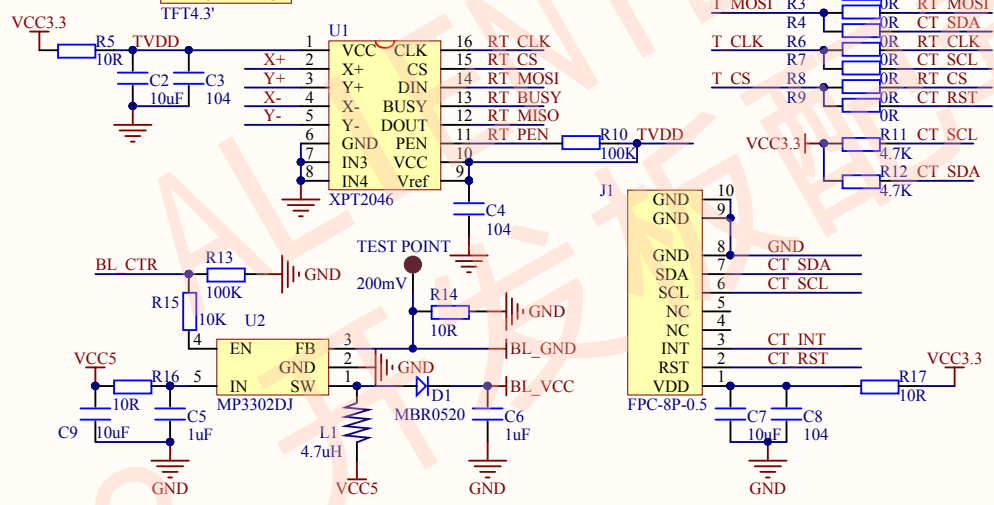 TFT4.3'
VCC3.3
R5
10R
TVDD
C2
10uF
C3
104
X+
Y+
X-
Y-
U1
1 VCC CLK 16 RT_CLK
2 X+ CS 15 RT_CS
3 Y+ DIN 14 RT_MOSI
4 X- BUSY 13 RT_BUSY
5 Y- DOUT 12 RT_MISO
6 GND PEN 11 RT_PEN
7 IN3 VCC 10
8 IN4 Vref 9
XPT2046
R10
100K
TVDD
C4
104
T_MOSI R3 0R RT_MOSI
R4 CT_SDA
T_CLK R6 0R RT_CLK
R7 0R CT_SCL
T_CS R8 0R RT_CS
R9 0R CT_RST
0R
VCC3.3
R11 CT_SCL
4.7K
R12 CT_SDA
4.7K
BL_CTR
R13
100K
GND
R15
10K
U2
4 EN FB 3
GND 2
5 IN SW 1
MP3302DJ
VCC5
R16
10R
C9
10uF
C5
1uF
GND
TEST POINT
200mV
R14
10R
GND
BL_GND
GND
BL_VCC
D1
MBR0520
L1
4.7uH
VCC5
C6
1uF
GND
J1
GND 10
GND 9
GND 8 GND
SDA 7 CT_SDA
SCL 6 CT_SCL
NC 5
NC 4
INT 3 CT_INT
RST 2 CT_RST
VDD 1
FPC-8P-0.5
C7
10uF
C8
104
GND
R17
10R
VCC3.3
ALIENTE
开发板配